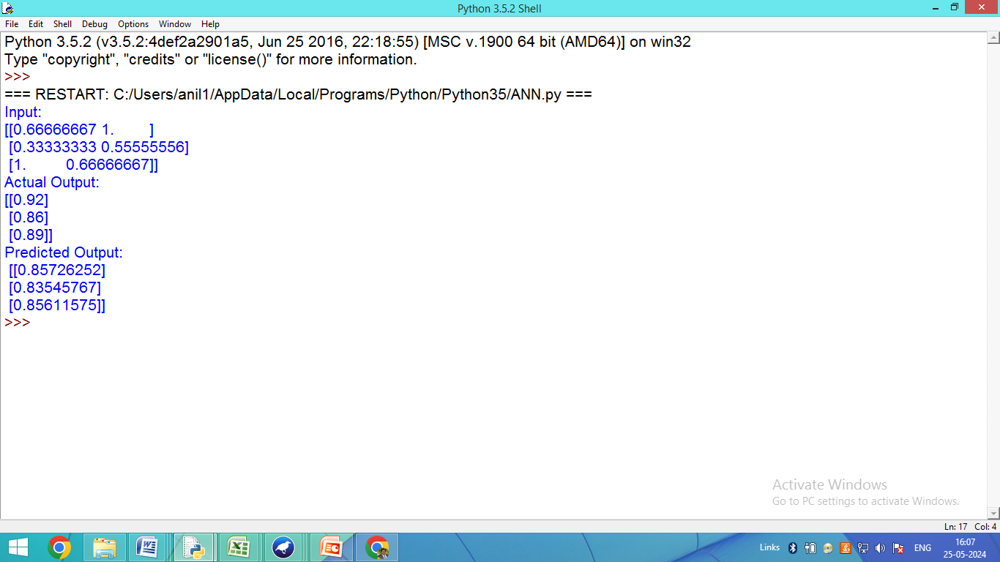 Python 3.5.2 Shell
File Edit Shell Debug Options Window Help
Python 3.5.2 (v3.5.2:4def2a2901a5, Jun 25 2016, 22:18:55) [MSC v.1900 64 bit (AMD64)] on win32
Type "copyright", "credits" or "license()" for more information.
>>>
=== RESTART: C:/Users/anil1/AppData/Local/Programs/Python/Python35/ANN.py ===
Input:
[[0.66666667 1.        ]
 [0.33333333 0.55555556]
 [1.         0.66666667]]
Actual Output:
[[0.92]
 [0.86]
 [0.89]]
Predicted Output:
 [[0.85726252]
 [0.83545767]
 [0.85611575]]
>>>
Activate Windows
Go to PC settings to activate Windows.
Ln: 17 Col: 4
Links ENG 16:07
25-05-2024